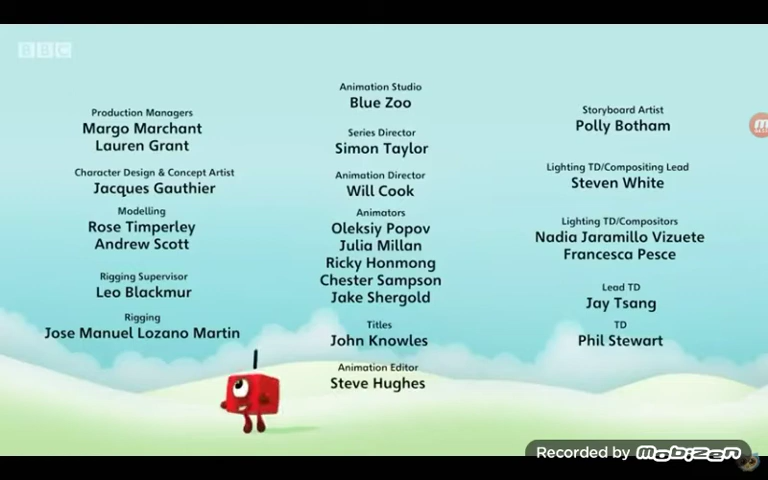 BBC
Production Managers
Margo Marchant
Lauren Grant
Character Design & Concept Artist
Jacques Gauthier
Modelling
Rose Timperley
Andrew Scott
Rigging Supervisor
Leo Blackmur
Rigging
Jose Manuel Lozano Martin
Animation Studio
Blue Zoo
Series Director
Simon Taylor
Animation Director
Will Cook
Animators
Oleksiy Popov
Julia Millan
Ricky Honmong
Chester Sampson
Jake Shergold
Titles
John Knowles
Animation Editor
Steve Hughes
Storyboard Artist
Polly Botham
Lighting TD/Compositing Lead
Steven White
Lighting TD/Compositors
Nadia Jaramillo Vizuete
Francesca Pesce
Lead TD
Jay Tsang
TD
Phil Stewart
Recorded by Mobizen